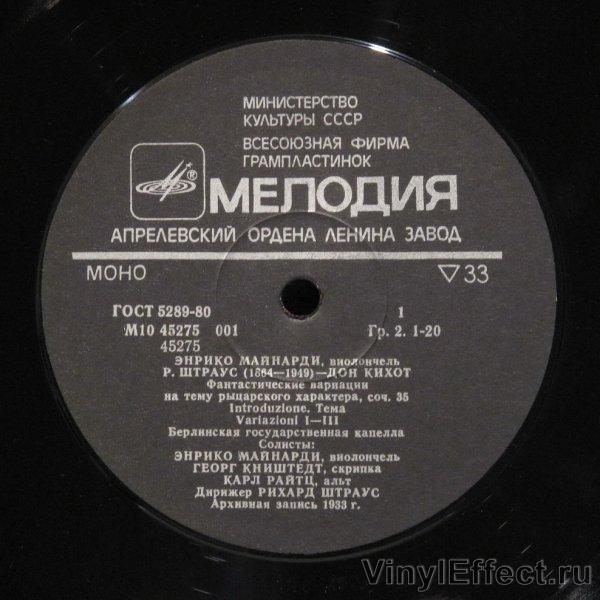 МИНИСТЕРСТВО
КУЛЬТУРЫ СССР
ВСЕСОЮЗНАЯ ФИРМА
ГРАМПЛАСТИНОК
®
МЕЛОДИЯ
АПРЕЛЕВСКИЙ ОРДЕНА ЛЕНИНА ЗАВОД
МОНО ▽33
ГОСТ 5289-80 1
М10 45275 001 Гр. 2. 1-20
45275
ЭНРИКО МАЙНАРДИ, виолончель
Р. ШТРАУС (1864—1949)—ДОН КИХОТ
Фантастические вариации
на тему рыцарского характера, соч. 35
Introduzione. Тема
Variazioni I—III
Берлинская государственная капелла
Солисты:
ЭНРИКО МАЙНАРДИ, виолончель
ГЕОРГ КНИШТЕДТ, скрипка
КАРЛ РАЙТЦ, альт
Дирижер РИХАРД ШТРАУС
Архивная запись 1933 г.
VinylEffect.ru